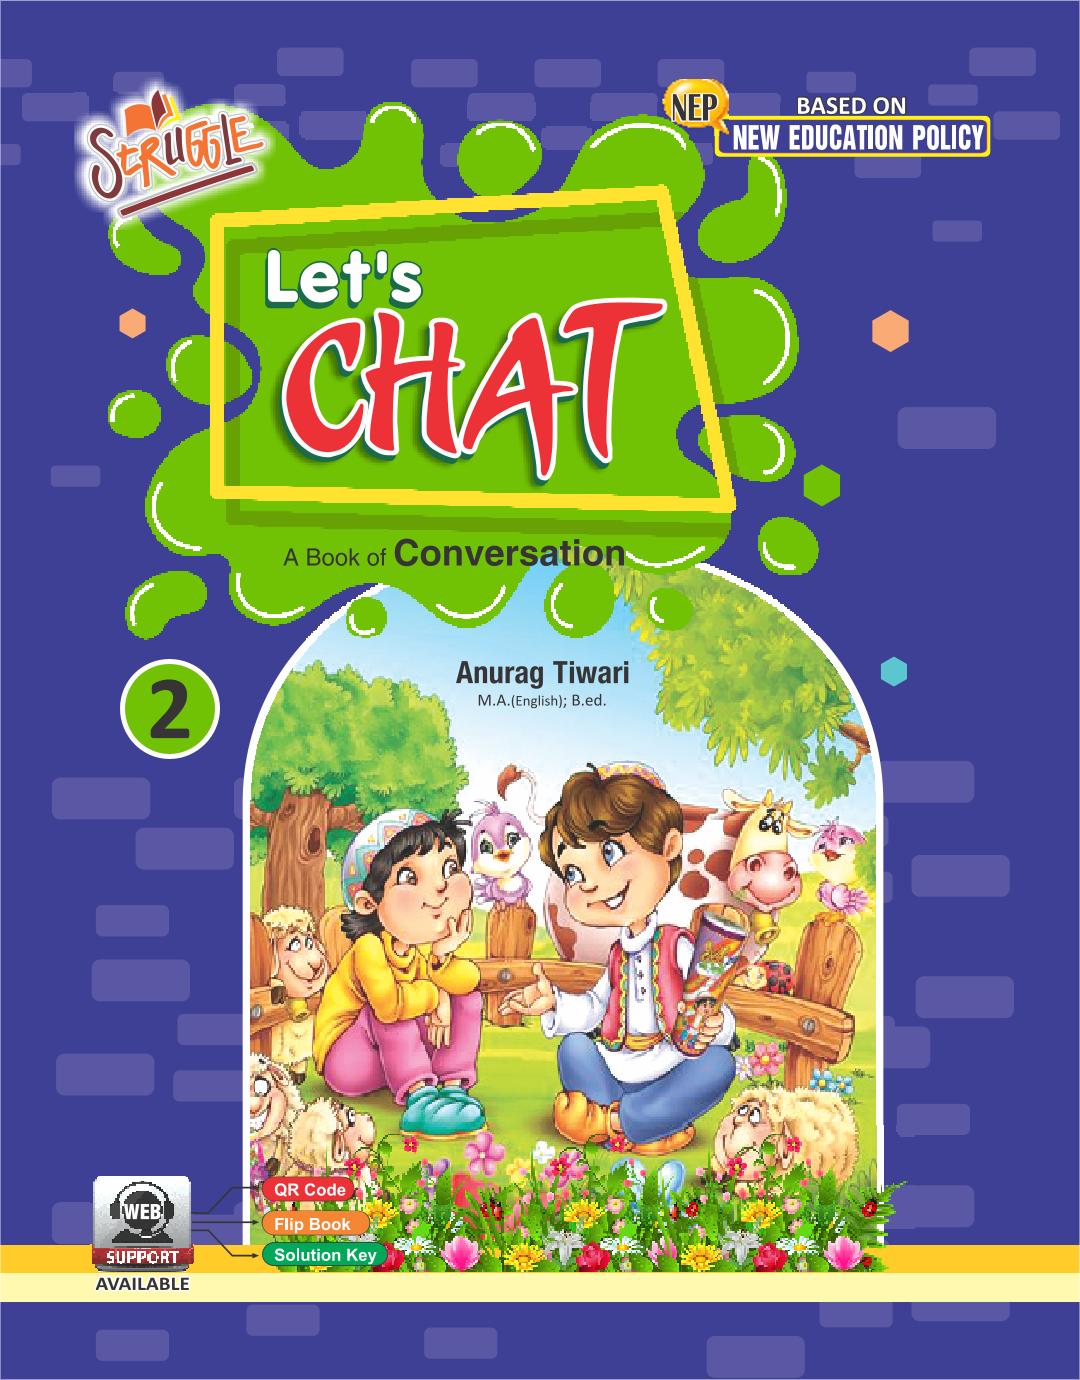 STRUGGLE
NEP
BASED ON
NEW EDUCATION POLICY
Let's
CHAT
A Book of Conversation
Anurag Tiwari
M.A.(English); B.ed.
2
WEB
SUPPORT
AVAILABLE
QR Code
Flip Book
Solution Key